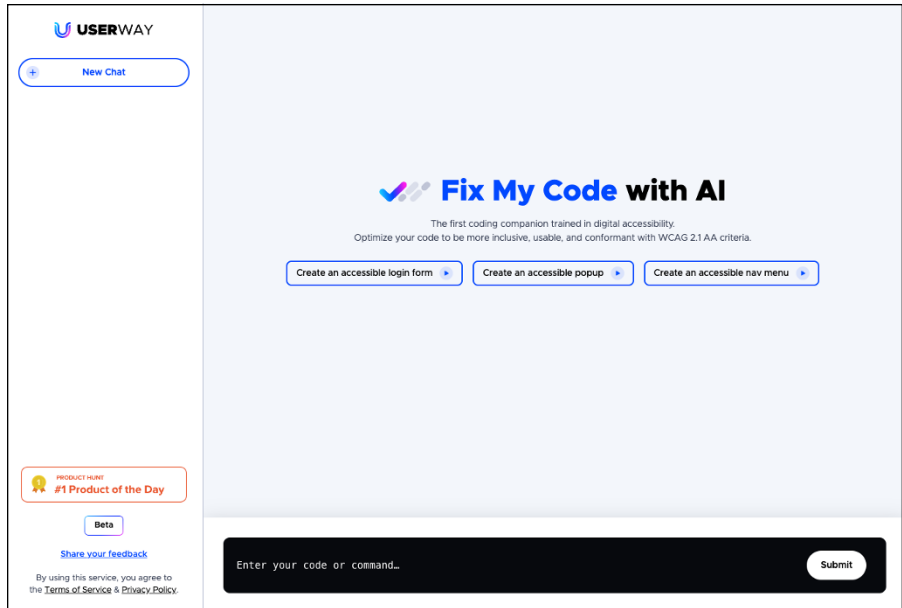 USERWAY
New Chat
Fix My Code with AI
The first coding companion trained in digital accessibility.
Optimize your code to be more inclusive, usable, and conformant with WCAG 2.1 AA criteria.
Create an accessible login form
Create an accessible popup
Create an accessible nav menu
1
PRODUCT HUNT
#1 Product of the Day
Beta
Share your feedback
By using this service, you agree to
the Terms of Service & Privacy Policy.
Enter your code or command…
Submit